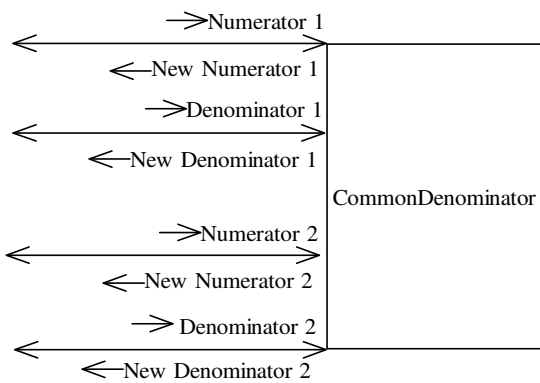 Numerator 1
New Numerator 1
Denominator 1
New Denominator 1
CommonDenominator
Numerator 2
New Numerator 2
Denominator 2
New Denominator 2